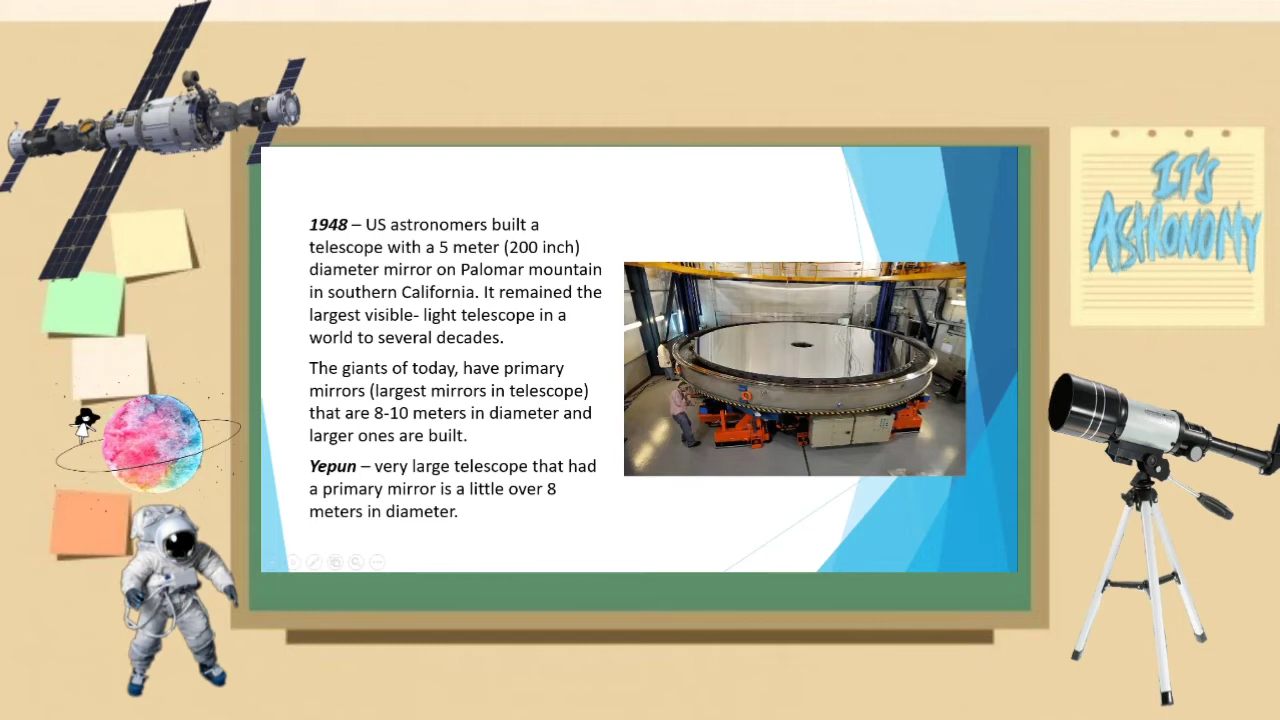 1948 – US astronomers built a
telescope with a 5 meter (200 inch)
diameter mirror on Palomar mountain
in southern California. It remained the
largest visible- light telescope in a
world to several decades.
The giants of today, have primary
mirrors (largest mirrors in telescope)
that are 8-10 meters in diameter and
larger ones are built.
Yepun – very large telescope that had
a primary mirror is a little over 8
meters in diameter.
IT'S
ASTRONOMY